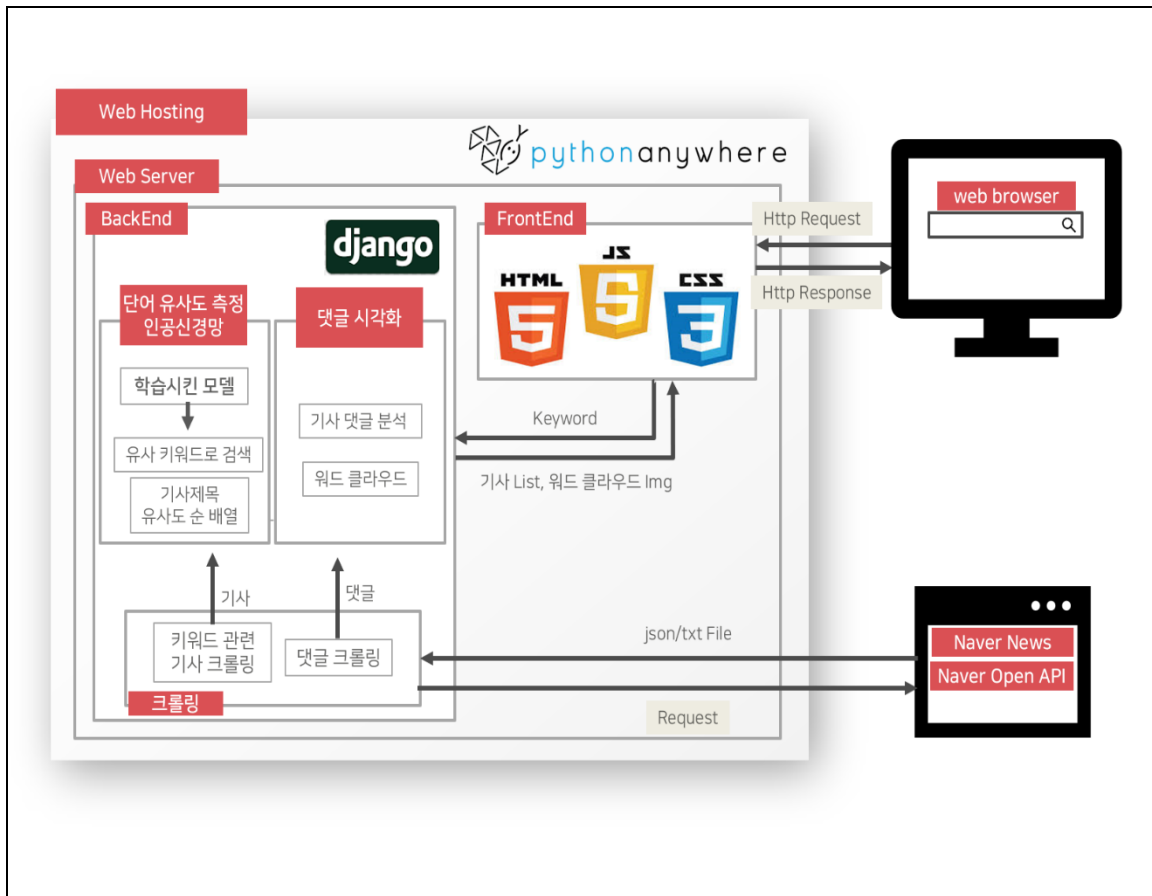 Web Hosting
pythonanywhere
Web Server
BackEnd
django
FrontEnd
HTML
5
JS
5
CSS
3
Http Request
Http Response
web browser
단어 유사도 측정
인공신경망
학습시킨 모델
유사 키워드로 검색
기사제목
유사도 순 배열
댓글 시각화
기사 댓글 분석
워드 클라우드
Keyword
기사 List, 워드 클라우드 Img
기사
댓글
키워드 관련
기사 크롤링
댓글 크롤링
크롤링
json/txt File
Request
Naver News
Naver Open API